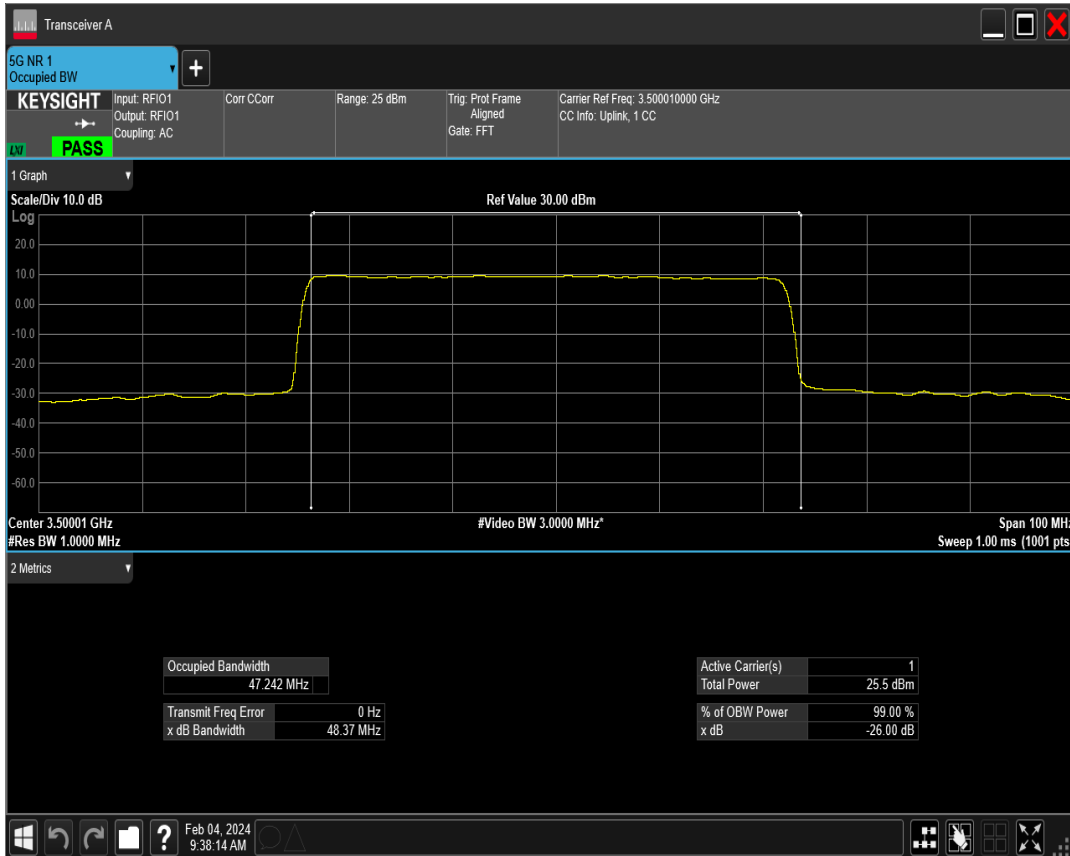 Transceiver A
5G NR 1
Occupied BW
KEYSIGHT
LXI
PASS
Input: RFIO1
Output: RFIO1
Coupling: AC
Corr CCorr
Range: 25 dBm
Trig: Prot Frame
Aligned
Gate: FFT
Carrier Ref Freq: 3.500010000 GHz
CC Info: Uplink, 1 CC
1 Graph
Scale/Div 10.0 dB
Ref Value 30.00 dBm
Log
20.0
10.0
0.00
-10.0
-20.0
-30.0
-40.0
-50.0
-60.0
Center 3.50001 GHz
#Video BW 3.0000 MHz*
Span 100 MHz
#Res BW 1.0000 MHz
Sweep 1.00 ms (1001 pts
2 Metrics
Occupied Bandwidth
47.242 MHz
Transmit Freq Error 0 Hz
x dB Bandwidth 48.37 MHz
Active Carrier(s) 1
Total Power 25.5 dBm
% of OBW Power 99.00 %
x dB -26.00 dB
Feb 04, 2024
9:38:14 AM